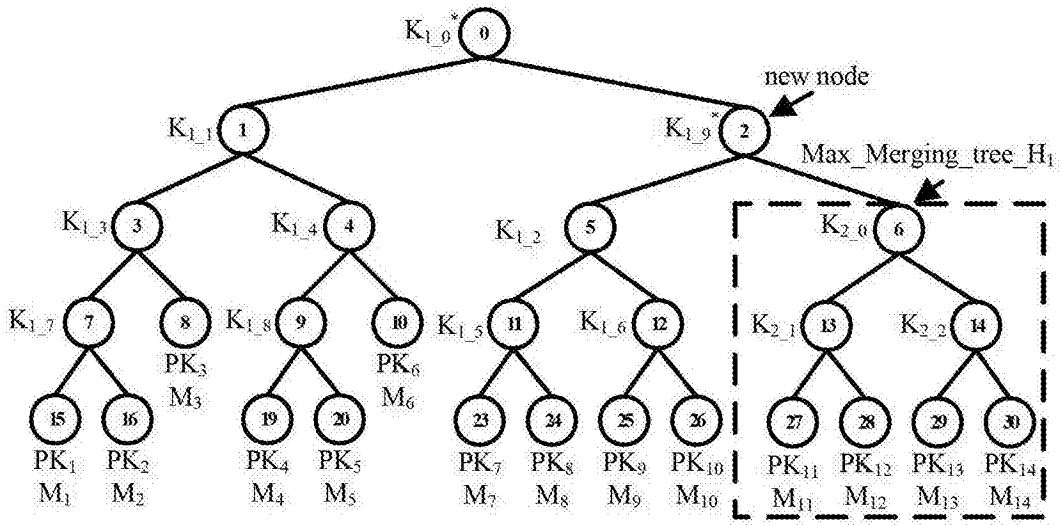 K1_0* 0
new node
K1_1 1 K1_9* 2
Max_Merging_tree_H1
K1_3 3 K1_4 4 K1_2 5 K2_0 6
K1_7 7 8 K1_8 9 10 K1_5 11 K1_6 12 K2_1 13 K2_2 14
PK3 PK6
M3 M6
15 16 19 20 23 24 25 26 27 28 29 30
PK1 PK2 PK4 PK5 PK7 PK8 PK9 PK10 PK11 PK12 PK13 PK14
M1 M2 M4 M5 M7 M8 M9 M10 M11 M12 M13 M14